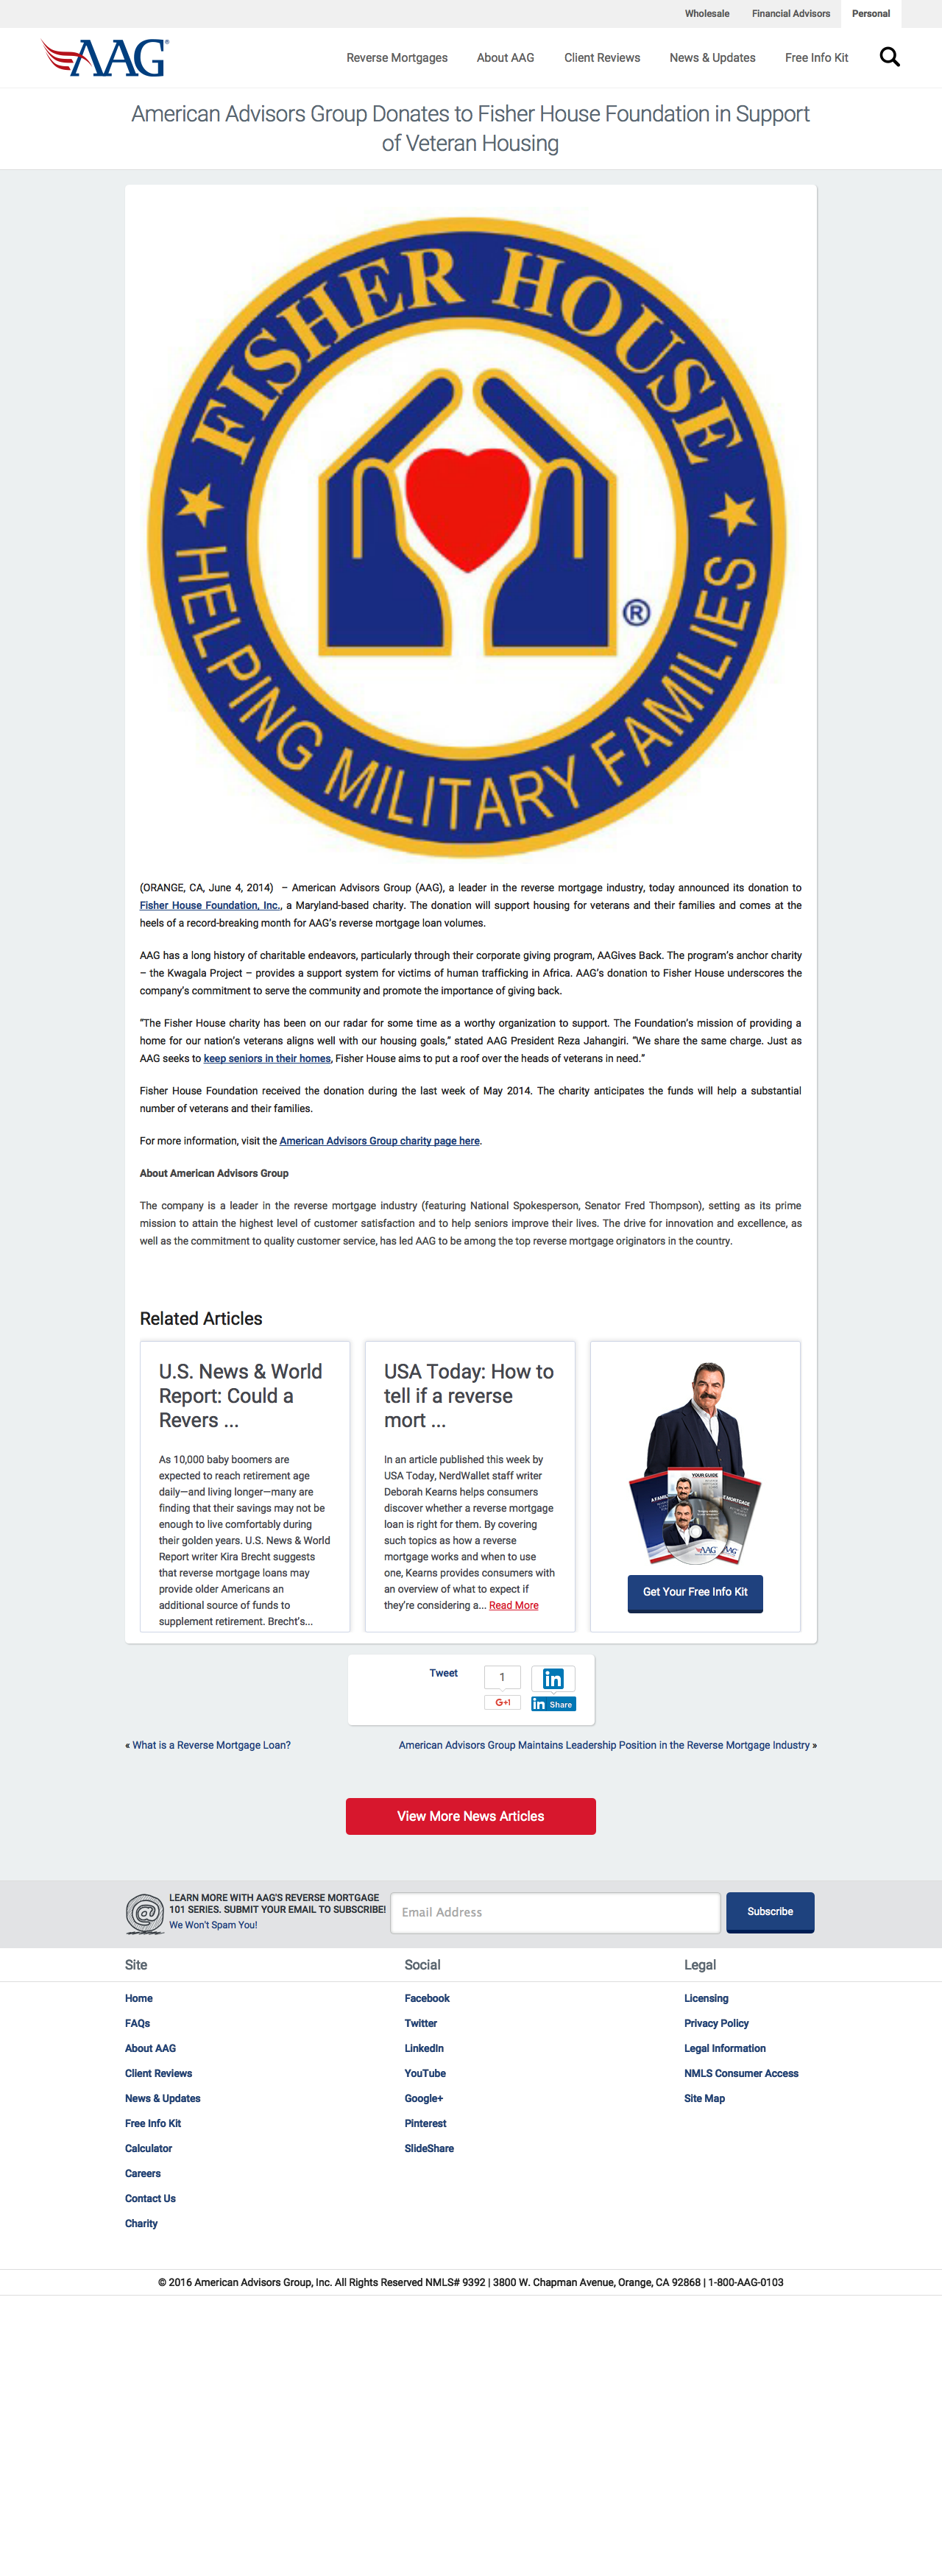 Wholesale Financial Advisors Personal
AAG®
Reverse Mortgages About AAG Client Reviews News & Updates Free Info Kit
American Advisors Group Donates to Fisher House Foundation in Support
of Veteran Housing
FISHER HOUSE
HELPING MILITARY FAMILIES
®
(ORANGE, CA, June 4, 2014)  – American Advisors Group (AAG), a leader in the reverse mortgage industry, today announced its donation to
Fisher House Foundation, Inc., a Maryland-based charity. The donation will support housing for veterans and their families and comes at the
heels of a record-breaking month for AAG's reverse mortgage loan volumes.
AAG has a long history of charitable endeavors, particularly through their corporate giving program, AAGives Back. The program's anchor charity
– the Kwagala Project – provides a support system for victims of human trafficking in Africa. AAG's donation to Fisher House underscores the
company's commitment to serve the community and promote the importance of giving back.
"The Fisher House charity has been on our radar for some time as a worthy organization to support. The Foundation's mission of providing a
home for our nation's veterans aligns well with our housing goals," stated AAG President Reza Jahangiri. "We share the same charge. Just as
AAG seeks to keep seniors in their homes, Fisher House aims to put a roof over the heads of veterans in need."
Fisher House Foundation received the donation during the last week of May 2014. The charity anticipates the funds will help a substantial
number of veterans and their families.
For more information, visit the American Advisors Group charity page here.
About American Advisors Group
The company is a leader in the reverse mortgage industry (featuring National Spokesperson, Senator Fred Thompson), setting as its prime
mission to attain the highest level of customer satisfaction and to help seniors improve their lives. The drive for innovation and excellence, as
well as the commitment to quality customer service, has led AAG to be among the top reverse mortgage originators in the country.
Related Articles
U.S. News & World
Report: Could a
Revers ...
As 10,000 baby boomers are
expected to reach retirement age
daily—and living longer—many are
finding that their savings may not be
enough to live comfortably during
their golden years. U.S. News & World
Report writer Kira Brecht suggests
that reverse mortgage loans may
provide older Americans an
additional source of funds to
supplement retirement. Brecht's...
USA Today: How to
tell if a reverse
mort ...
In an article published this week by
USA Today, NerdWallet staff writer
Deborah Kearns helps consumers
discover whether a reverse mortgage
loan is right for them. By covering
such topics as how a reverse
mortgage works and when to use
one, Kearns provides consumers with
an overview of what to expect if
they're considering a... Read More
YOUR GUIDE
AAG
Get Your Free Info Kit
Tweet
1
G+1
in
in Share
« What is a Reverse Mortgage Loan?
American Advisors Group Maintains Leadership Position in the Reverse Mortgage Industry »
View More News Articles
LEARN MORE WITH AAG'S REVERSE MORTGAGE
101 SERIES. SUBMIT YOUR EMAIL TO SUBSCRIBE!
We Won't Spam You!
Email Address
Subscribe
Site
Home
FAQs
About AAG
Client Reviews
News & Updates
Free Info Kit
Calculator
Careers
Contact Us
Charity
Social
Facebook
Twitter
LinkedIn
YouTube
Google+
Pinterest
SlideShare
Legal
Licensing
Privacy Policy
Legal Information
NMLS Consumer Access
Site Map
© 2016 American Advisors Group, Inc. All Rights Reserved NMLS# 9392 | 3800 W. Chapman Avenue, Orange, CA 92868 | 1-800-AAG-0103